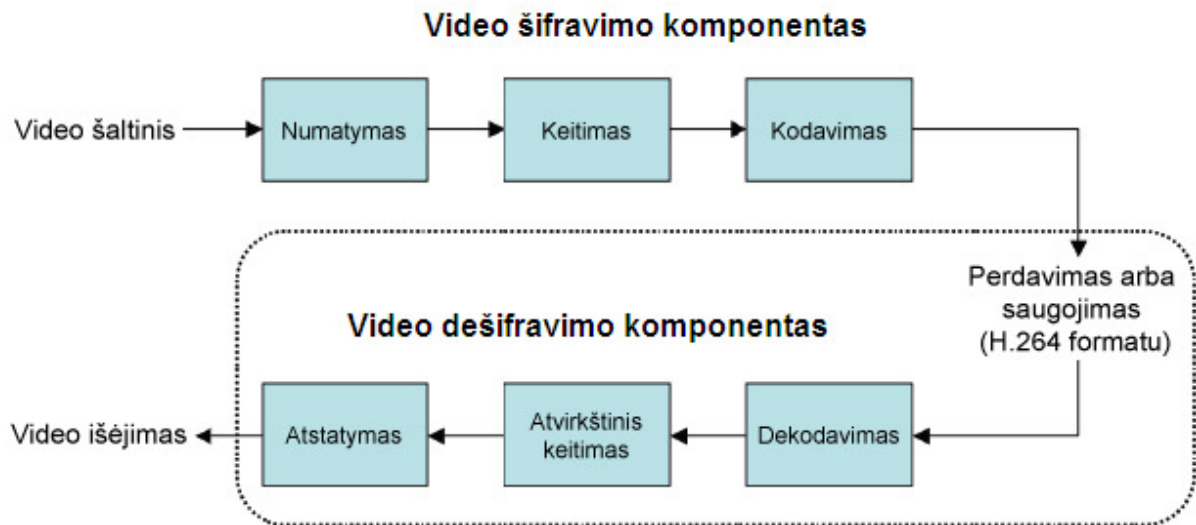 Video šifravimo komponentas
Video šaltinis
Numatymas
Keitimas
Kodavimas
Perdavimas arba
saugojimas
(H.264 formatu)
Video dešifravimo komponentas
Video išėjimas
Atstatymas
Atvirkštinis
keitimas
Dekodavimas